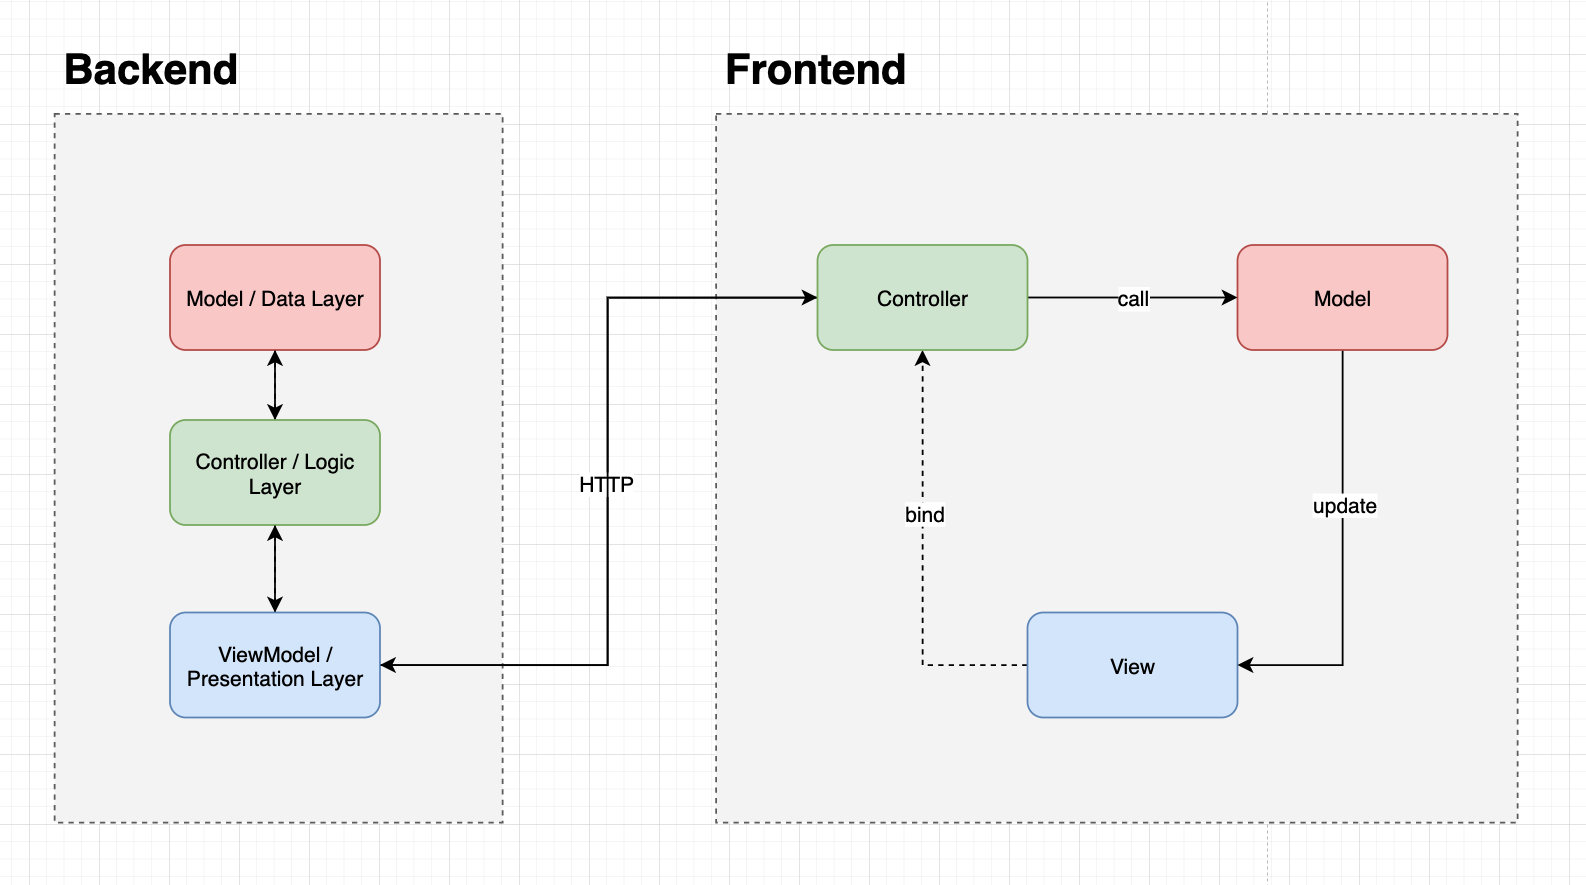 Backend
Frontend
Model / Data Layer
Controller / Logic
Layer
ViewModel /
Presentation Layer
HTTP
Controller
call
Model
bind
update
View